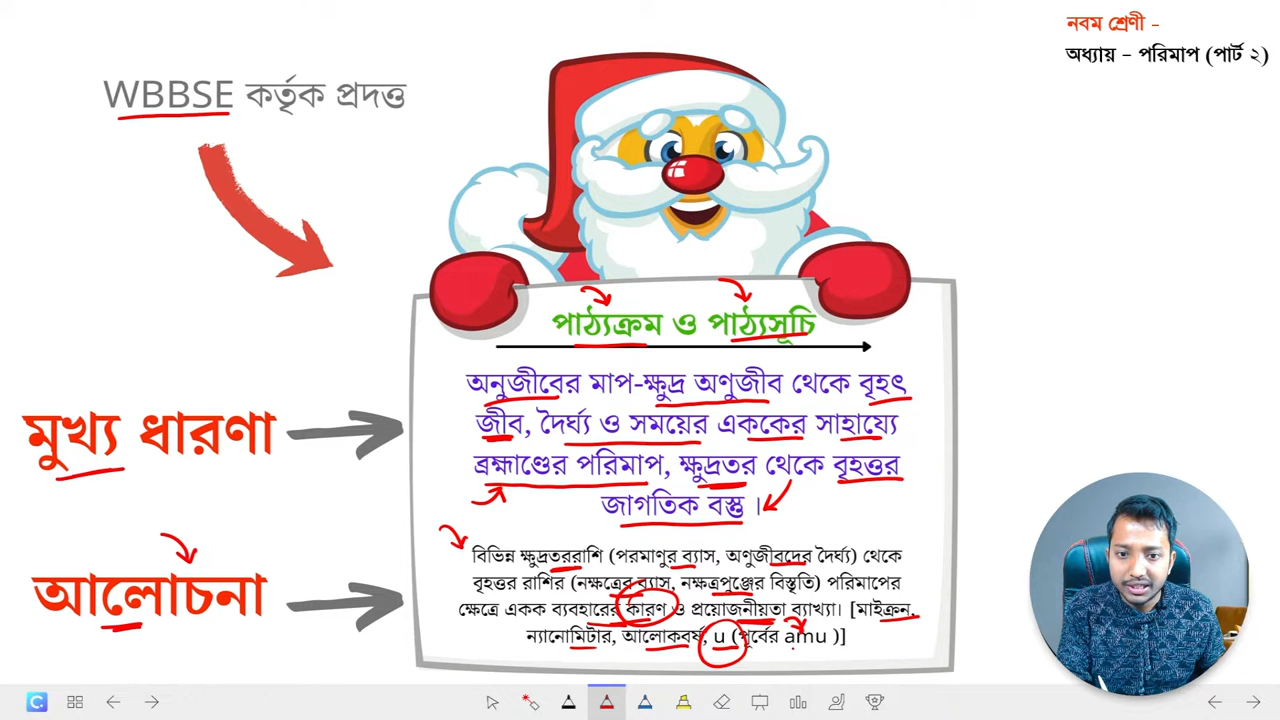 নবম শ্রেণী -
অধ্যায় - পরিমাপ (পার্ট ২)
WBBSE কর্তৃক প্রদত্ত
পাঠ্যক্রম ও পাঠ্যসূচি
মুখ্য ধারণা
অনুজীবের মাপ-ক্ষুদ্র অণুজীব থেকে বৃহৎ
জীব, দৈর্ঘ্য ও সময়ের এককের সাহায্যে
ব্রহ্মাণ্ডের পরিমাপ, ক্ষুদ্রতর থেকে বৃহত্তর
জাগতিক বস্তু ।
আলোচনা
বিভিন্ন ক্ষুদ্রতররাশি (পরমাণুর ব্যাস, অণুজীবদের দৈর্ঘ্য) থেকে
বৃহত্তর রাশির (নক্ষত্রের ব্যাস, নক্ষত্রপুঞ্জের বিস্তৃতি) পরিমাপের
ক্ষেত্রে একক ব্যবহারের কারণ ও প্রয়োজনীয়তা ব্যাখ্যা। [মাইক্রন,
ন্যানোমিটার, আলোকবর্ষ, u (পূর্বের amu )]